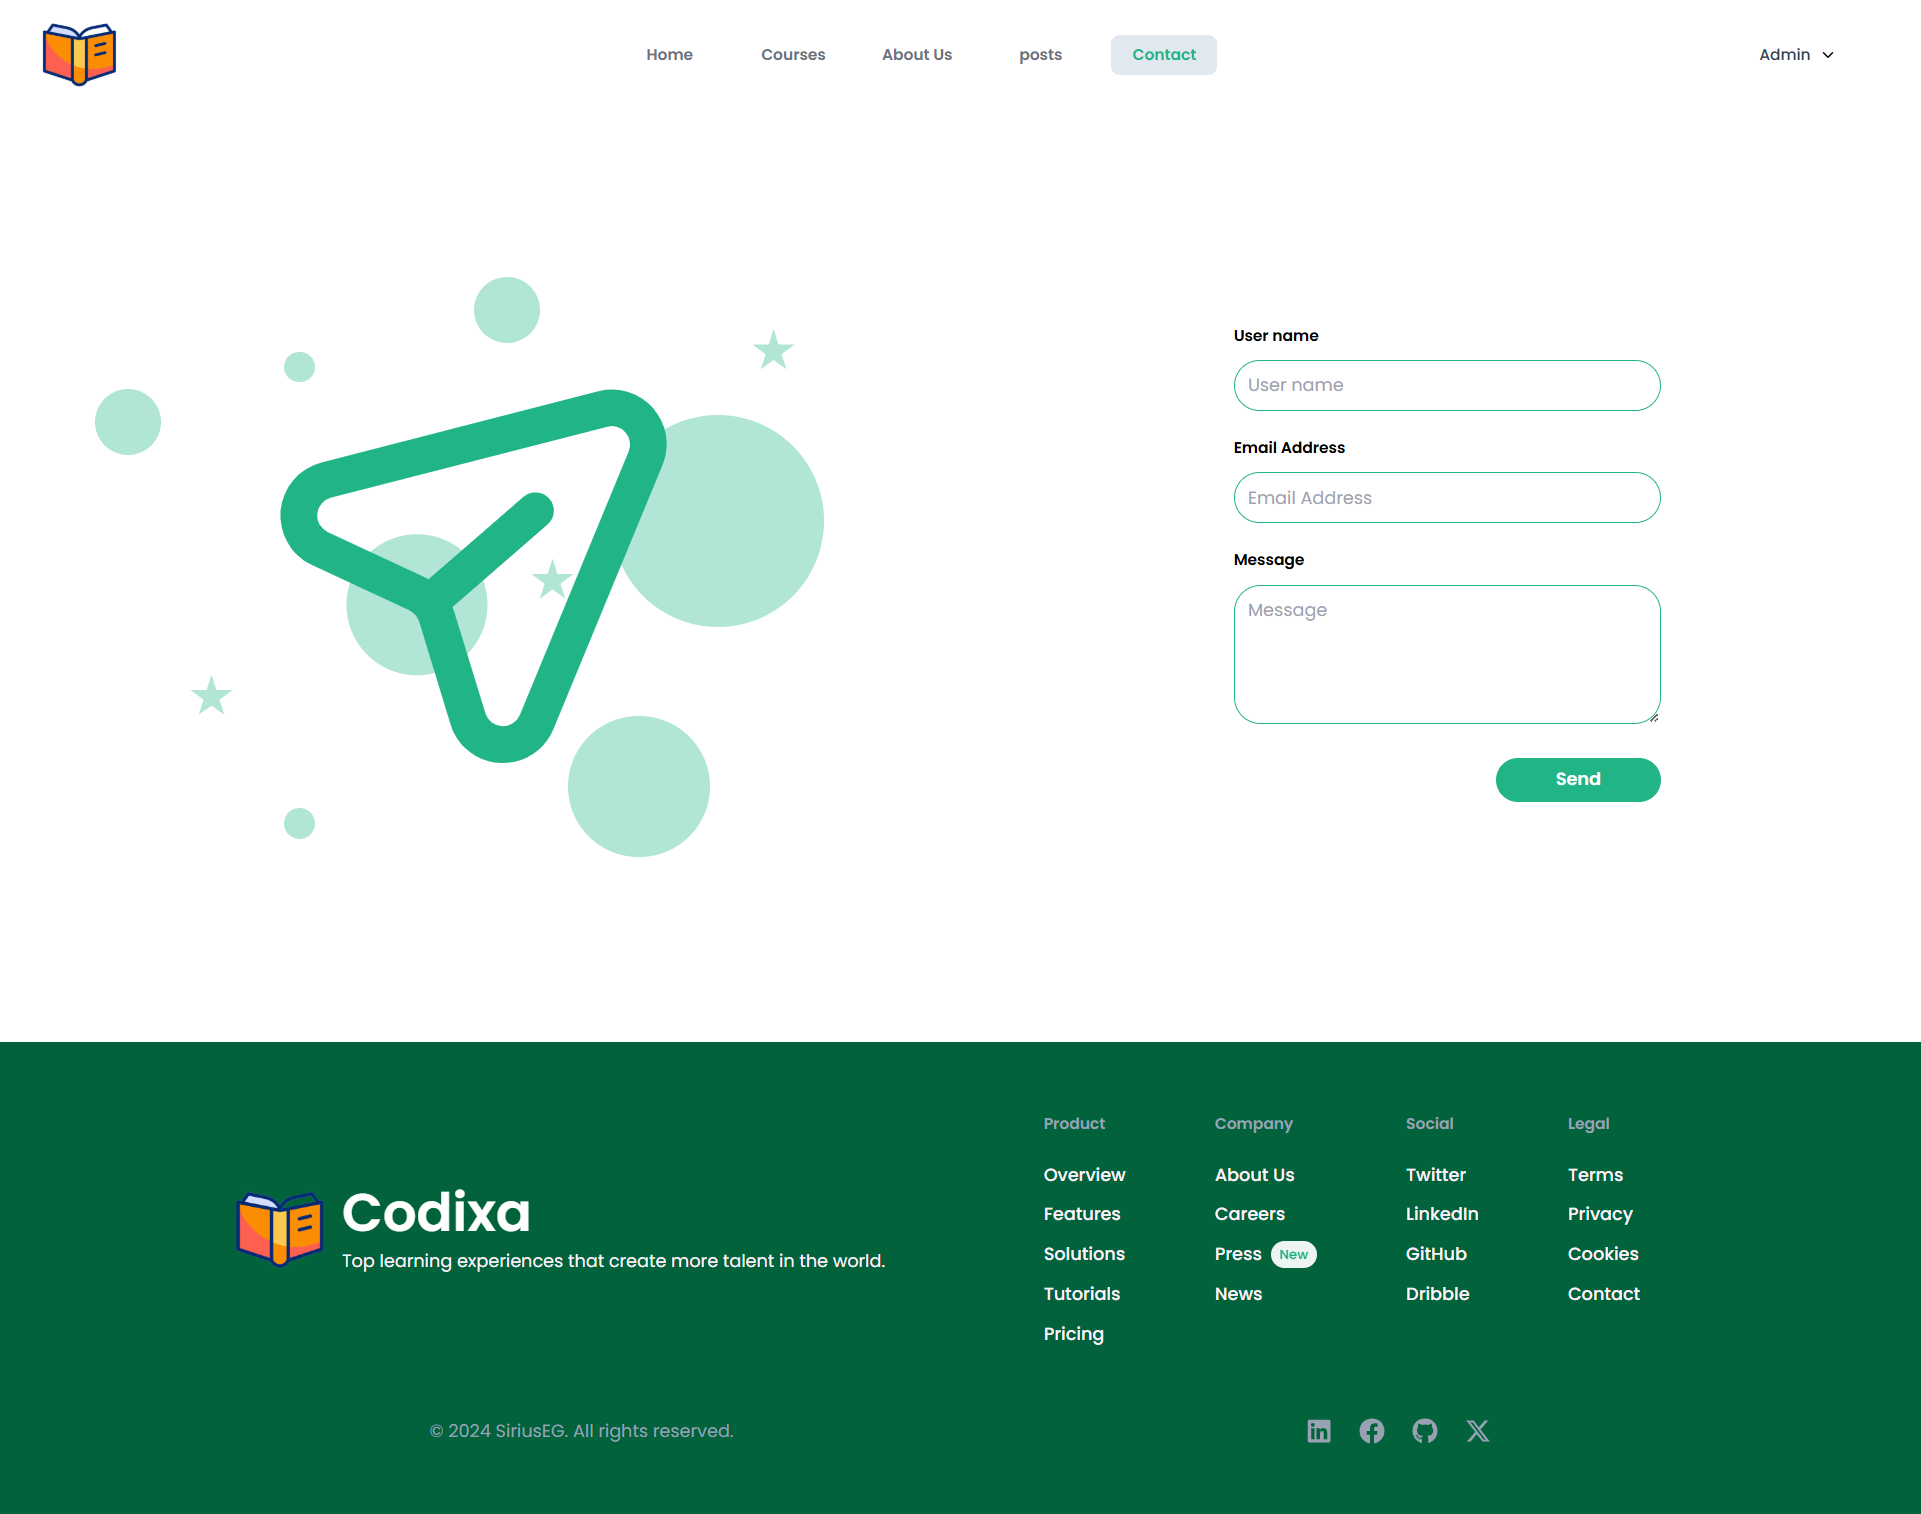 Home
Courses
About Us
posts
Contact
Admin
User name
User name
Email Address
Email Address
Message
Message
Send
Codixa
Top learning experiences that create more talent in the world.
Product
Overview
Features
Solutions
Tutorials
Pricing
Company
About Us
Careers
Press New
News
Social
Twitter
LinkedIn
GitHub
Dribble
Legal
Terms
Privacy
Cookies
Contact
© 2024 SiriusEG. All rights reserved.